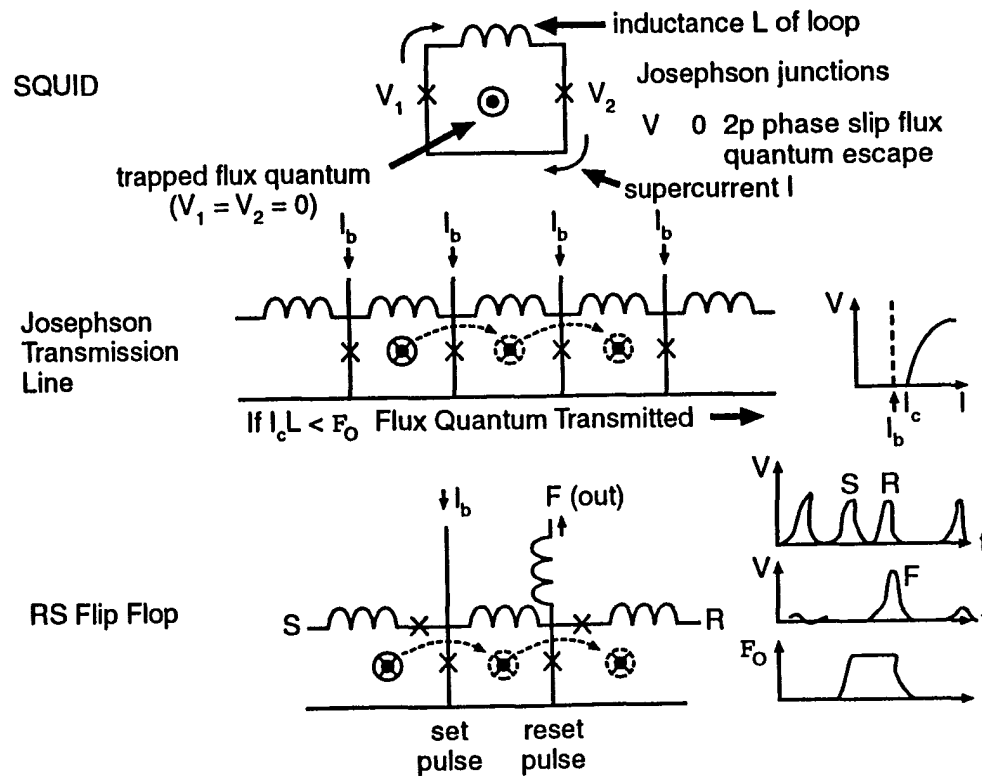 inductance L of loop
SQUID
V₁
V₂
Josephson junctions
V 0 2p phase slip flux
quantum escape
trapped flux quantum
(V₁ = V₂ = 0)
supercurrent I
I_b I_b I_b I_b
Josephson
Transmission
Line
V
I_c
I
I_b
If I_cL < F_O Flux Quantum Transmitted
V S R
t
I_b F (out)
V F
RS Flip Flop
S R
F_O
set
pulse
reset
pulse